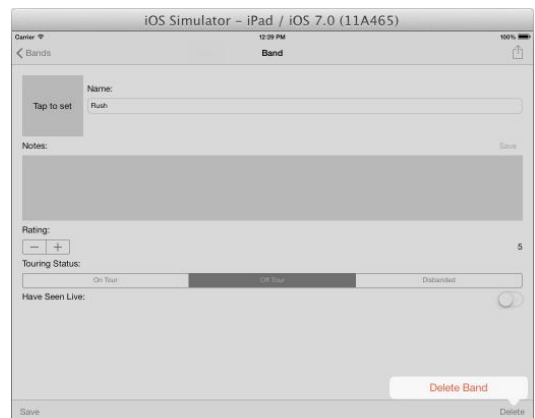 iOS Simulator – iPad / iOS 7.0 (11A465)
Carrier 12:39 PM 100%
Bands Band
Name:
Tap to set Rush
Notes: Save
Rating:
− + 5
Touring Status:
On Tour Off Tour Disbanded
Have Seen Live:
Delete Band
Save Delete